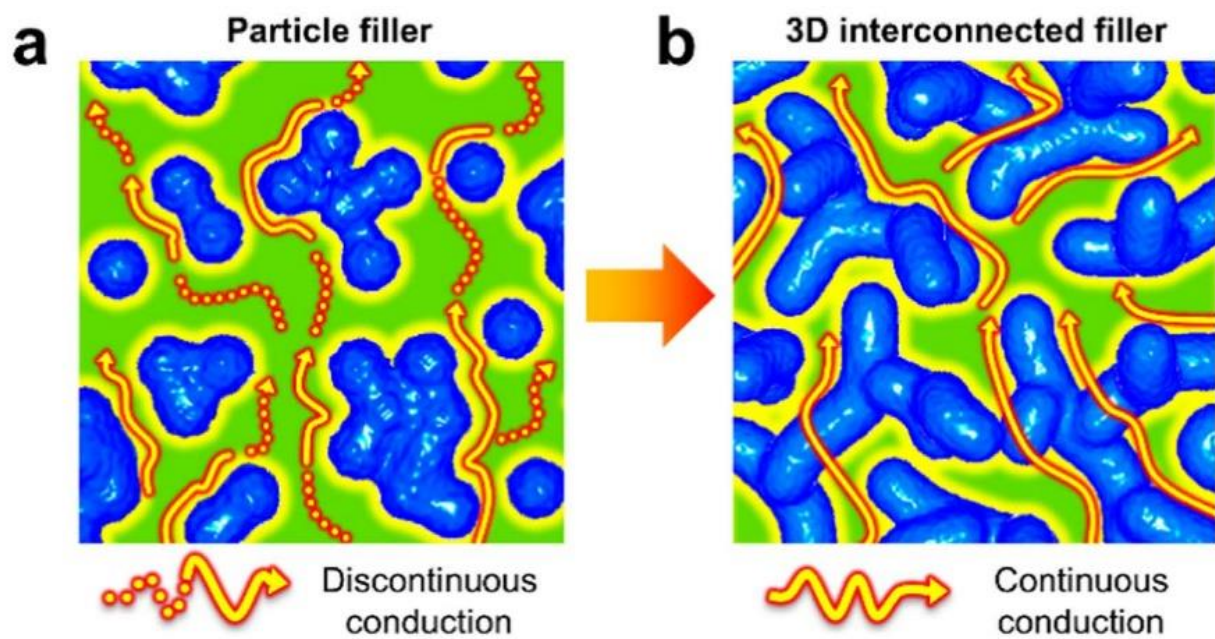 a
Particle filler
b
3D interconnected filler
Discontinuous
conduction
Continuous
conduction